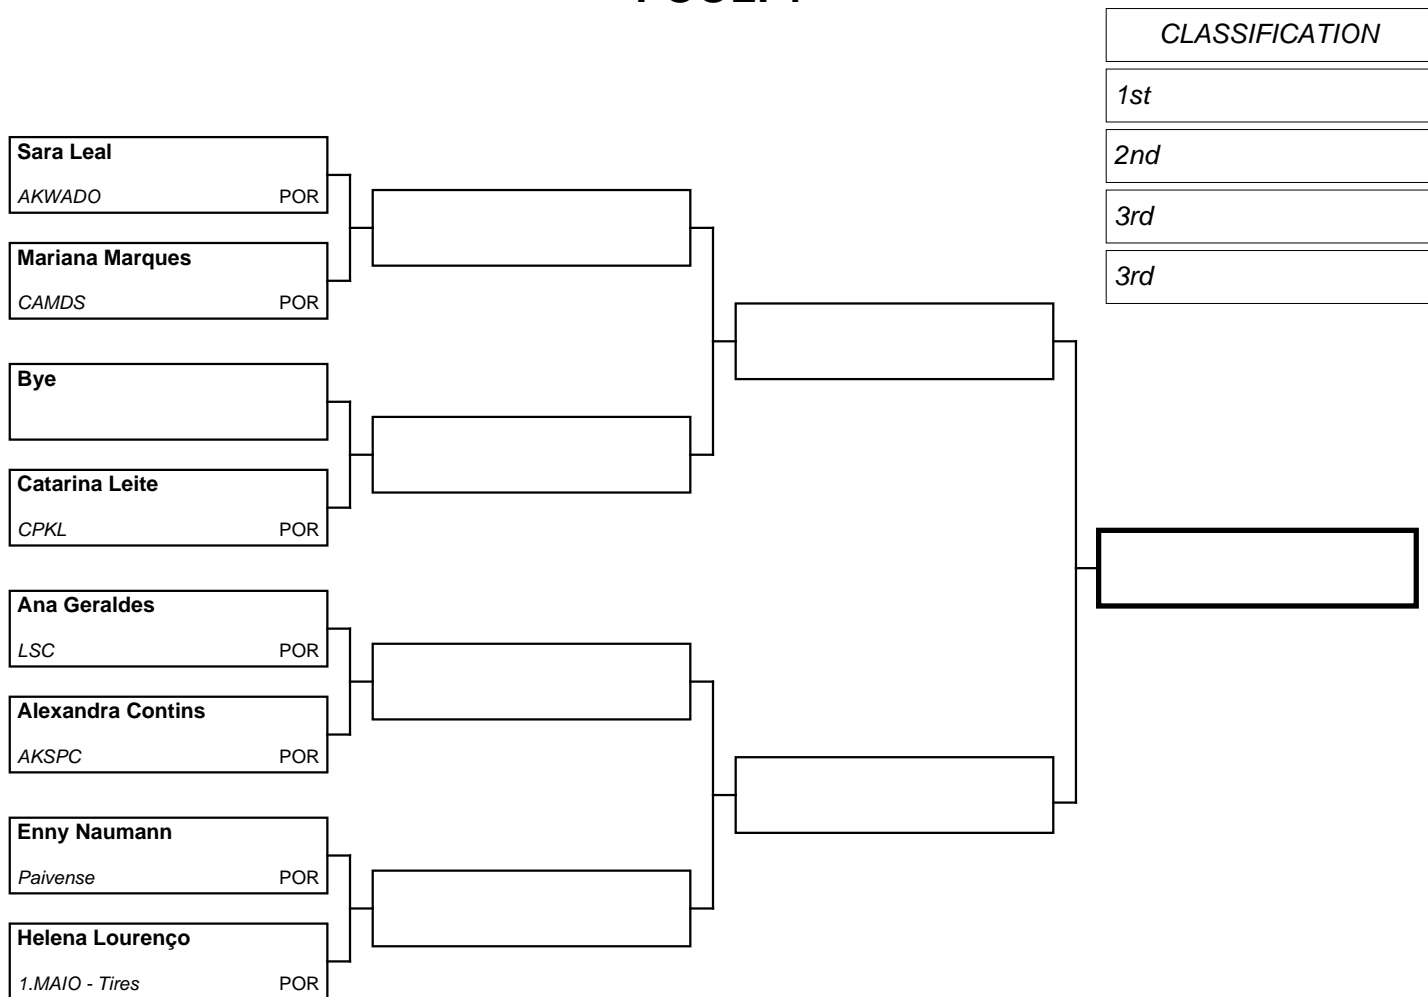 CLASSIFICATION
1st
2nd
3rd
3rd
Sara Leal
AKWADO POR
Mariana Marques
CAMDS POR
Bye
Catarina Leite
CPKL POR
Ana Geraldes
LSC POR
Alexandra Contins
AKSPC POR
Enny Naumann
Paivense POR
Helena Lourenço
1.MAIO - Tires POR